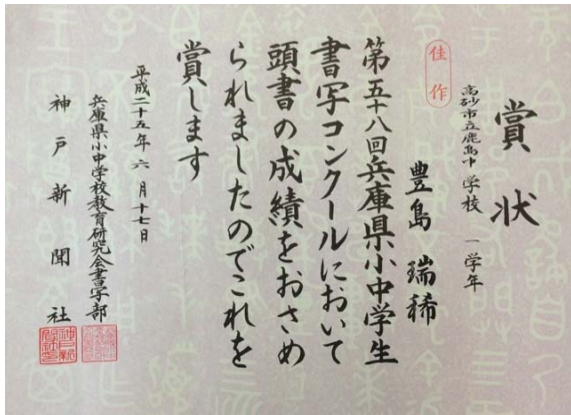 賞状
佳作
高砂市立鹿島中学校 一学年
豊島 瑞稀
第五十八回兵庫県小中学生
書写コンクールにおいて
頭書の成績をおさめ
られましたのでこれを
賞します
平成二十五年六月十七日
兵庫県小中学校教育研究会書写部
神戸新聞社